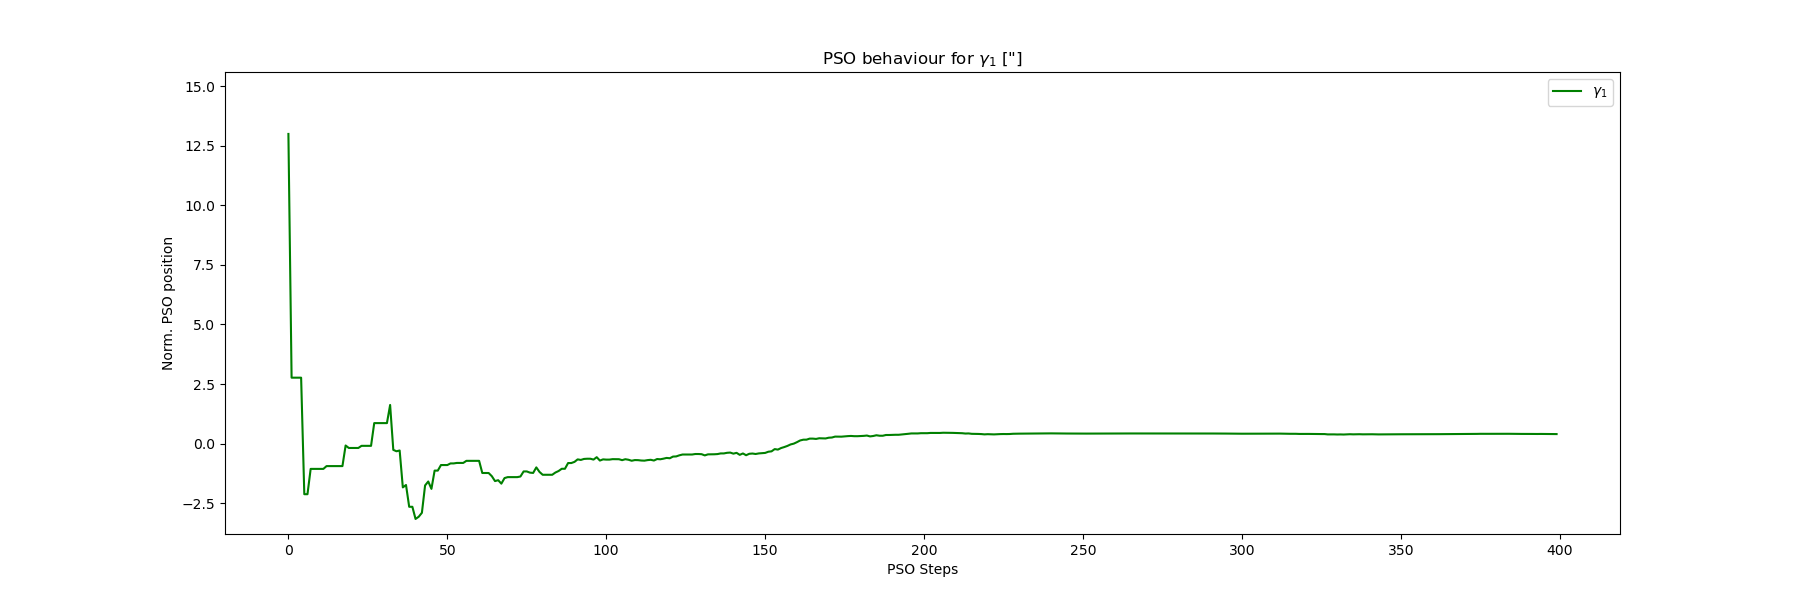 PSO behaviour for γ₁ ["]
γ₁
15.0
12.5
10.0
7.5
5.0
2.5
0.0
−2.5
Norm. PSO position
0 50 100 150 200 250 300 350 400
PSO Steps